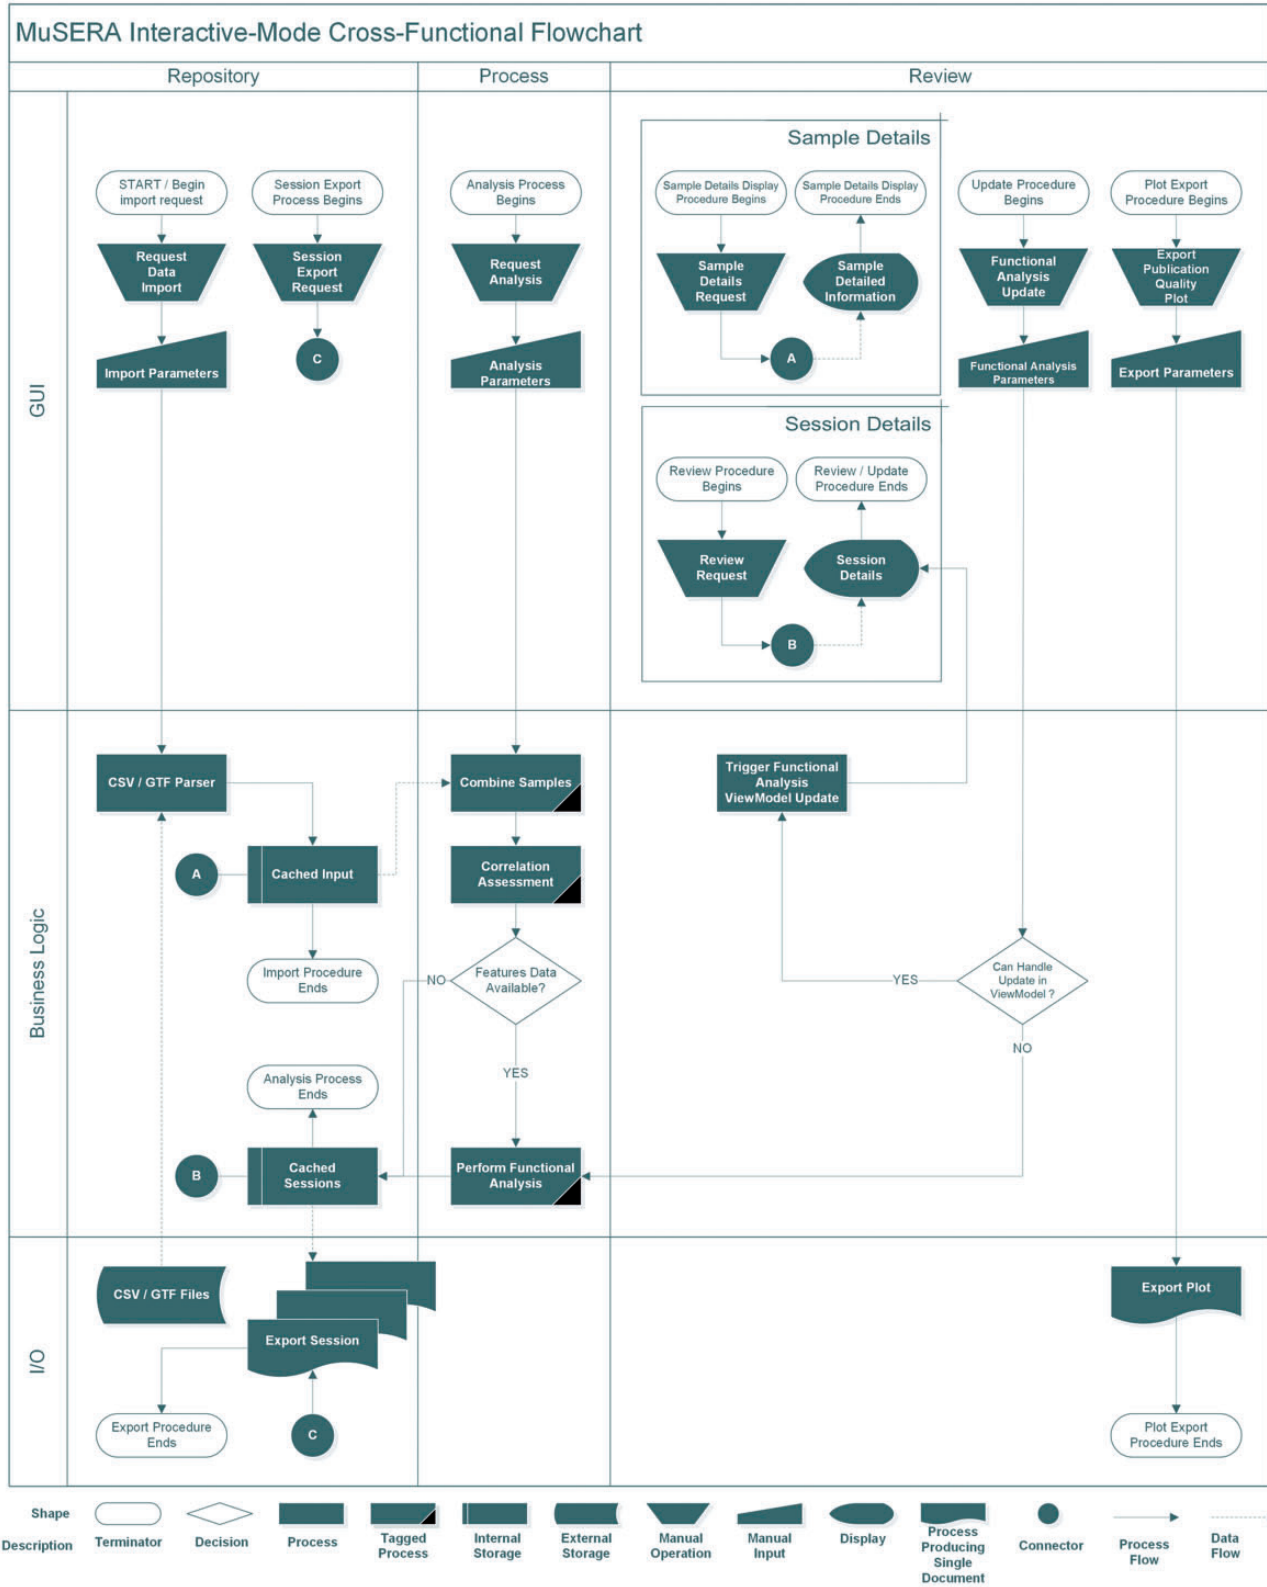 MuSERA Interactive-Mode Cross-Functional Flowchart
Repository
Process
Review
GUI
Sample Details
START / Begin
import request
Session Export
Process Begins
Analysis Process
Begins
Sample Details Display
Procedure Begins
Sample Details Display
Procedure Ends
Update Procedure
Begins
Plot Export
Procedure Begins
Request
Data
Import
Session
Export
Request
Request
Analysis
Sample
Details
Request
Sample
Detailed
Information
Functional
Analysis
Update
Export
Publication
Quality
Plot
Import Parameters
C
Analysis
Parameters
A
Functional Analysis
Parameters
Export Parameters
Session Details
Review Procedure
Begins
Review / Update
Procedure Ends
Review
Request
Session
Details
B
Business Logic
CSV / GTF Parser
Combine Samples
Trigger Functional
Analysis
ViewModel Update
A
Cached Input
Correlation
Assessment
Import Procedure
Ends
NO
Features Data
Available?
YES
Can Handle
Update in
ViewModel ?
NO
YES
Analysis Process
Ends
B
Cached
Sessions
Perform Functional
Analysis
I/O
CSV / GTF Files
Export Session
Export Plot
Export Procedure
Ends
C
Plot Export
Procedure Ends
Shape
Description
Terminator
Decision
Process
Tagged
Process
Internal
Storage
External
Storage
Manual
Operation
Manual
Input
Display
Process
Producing
Single
Document
Connector
Process
Flow
Data
Flow